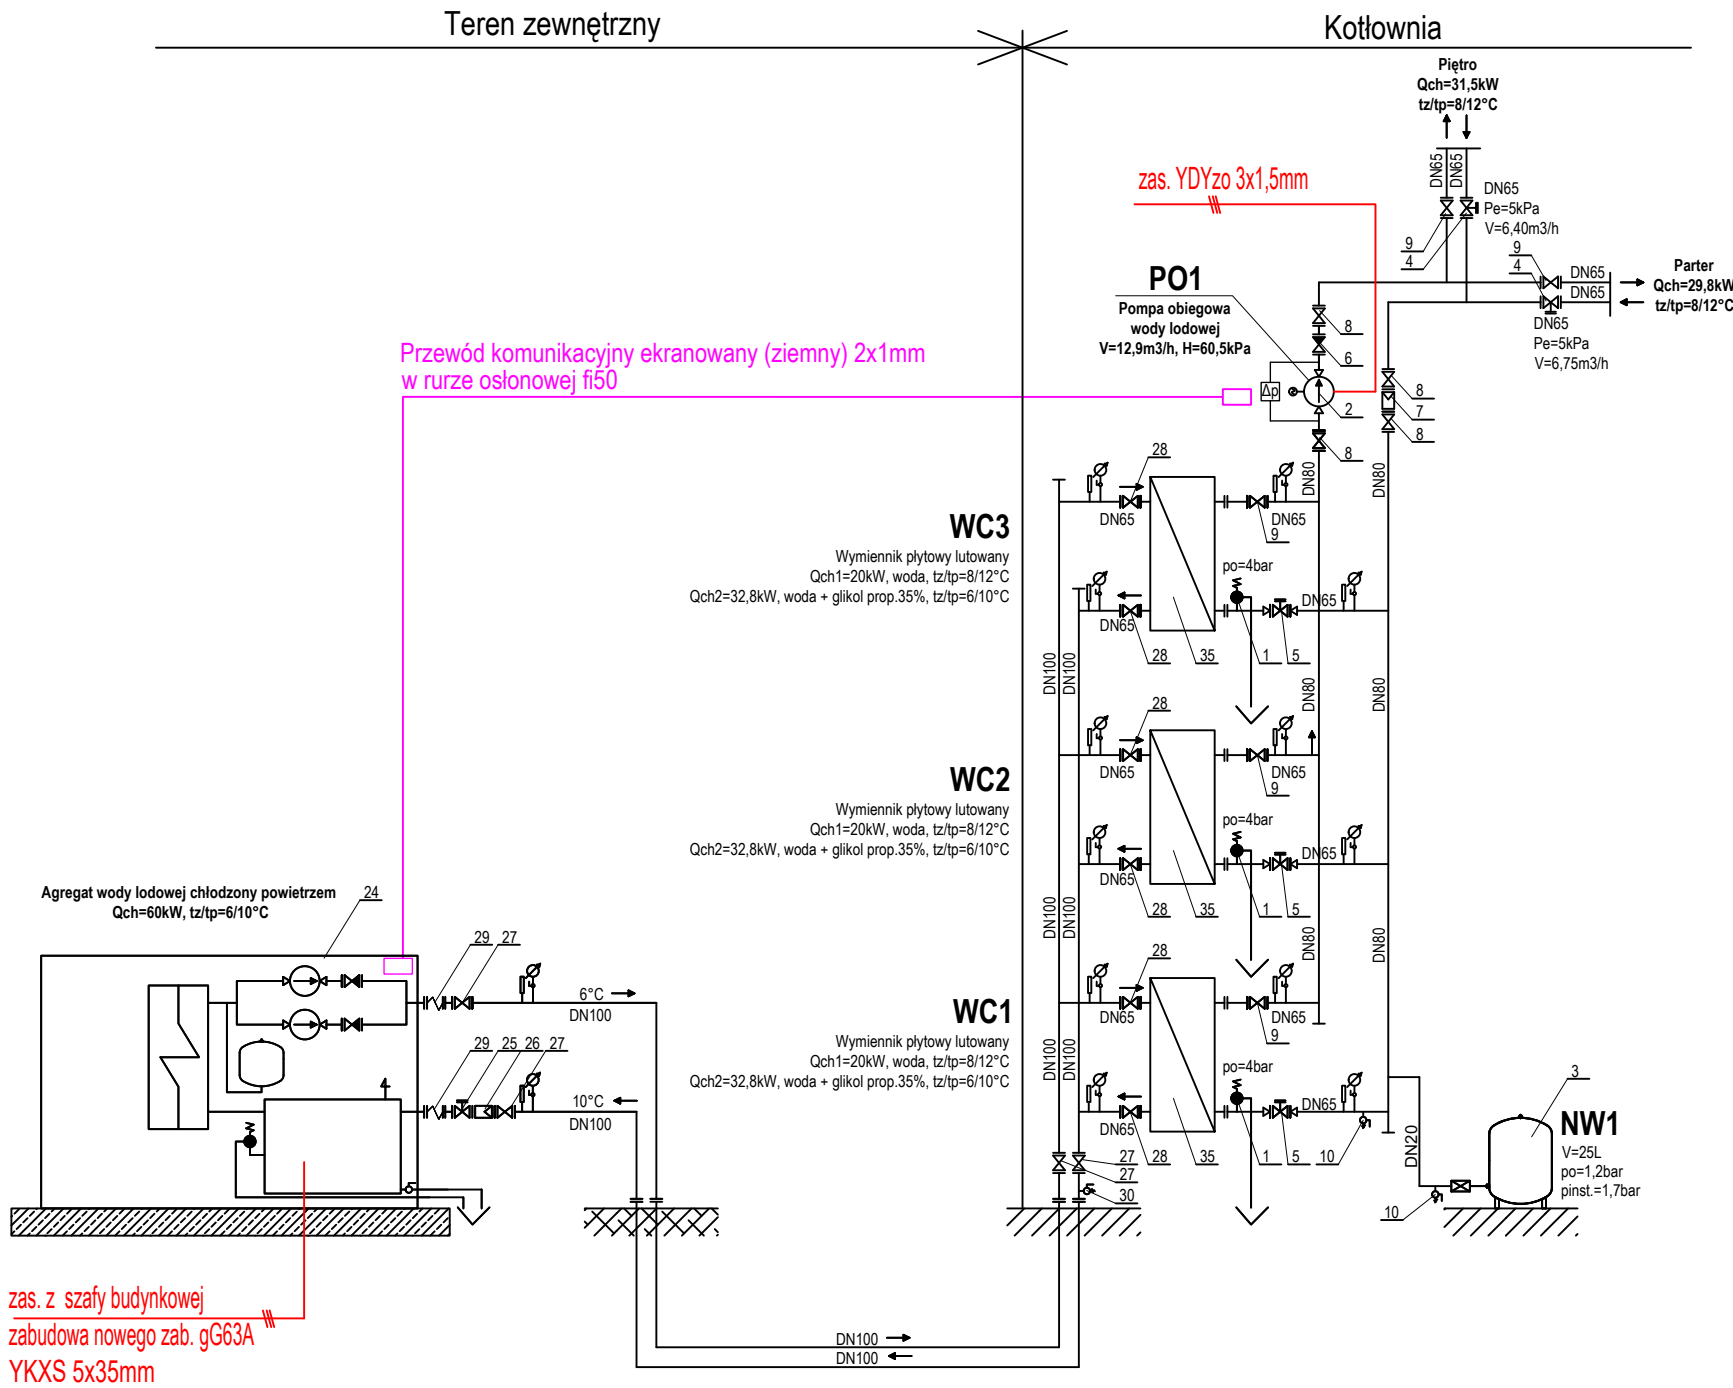 Teren zewnętrzny
Kotłownia
Piętro
Qch=31,5kW
tz/tp=8/12°C
DN65
DN65
DN65
Pe=5kPa
V=6,40m3/h
9
4
zas. YDYzo 3x1,5mm
9
4
DN65
DN65
Parter
Qch=29,8kW
tz/tp=8/12°C
DN65
Pe=5kPa
V=6,75m3/h
PO1
Pompa obiegowa
wody lodowej
V=12,9m3/h, H=60,5kPa
8
6
Δp
2
8
8
7
8
Przewód komunikacyjny ekranowany (ziemny) 2x1mm
w rurze osłonowej fi50
DN80
DN80
28
DN65
DN65
9
WC3
Wymiennik płytowy lutowany
Qch1=20kW, woda, tz/tp=8/12°C
Qch2=32,8kW, woda + glikol prop.35%, tz/tp=6/10°C
po=4bar
DN65
DN65
28
35
1
5
DN100
DN100
DN80
DN80
28
DN65
DN65
9
WC2
Wymiennik płytowy lutowany
Qch1=20kW, woda, tz/tp=8/12°C
Qch2=32,8kW, woda + glikol prop.35%, tz/tp=6/10°C
po=4bar
DN65
DN65
28
35
1
5
DN100
DN100
DN80
DN80
Agregat wody lodowej chłodzony powietrzem
Qch=60kW, tz/tp=6/10°C
24
29
27
6°C
DN100
29
25
26
27
10°C
DN100
28
DN65
DN65
9
WC1
Wymiennik płytowy lutowany
Qch1=20kW, woda, tz/tp=8/12°C
Qch2=32,8kW, woda + glikol prop.35%, tz/tp=6/10°C
DN100
DN100
po=4bar
DN65
DN65
27
27
28
35
1
5
10
30
DN20
3
NW1
V=25L
po=1,2bar
pinst.=1,7bar
10
zas. z szafy budynkowej
zabudowa nowego zab. gG63A
YKXS 5x35mm
DN100
DN100